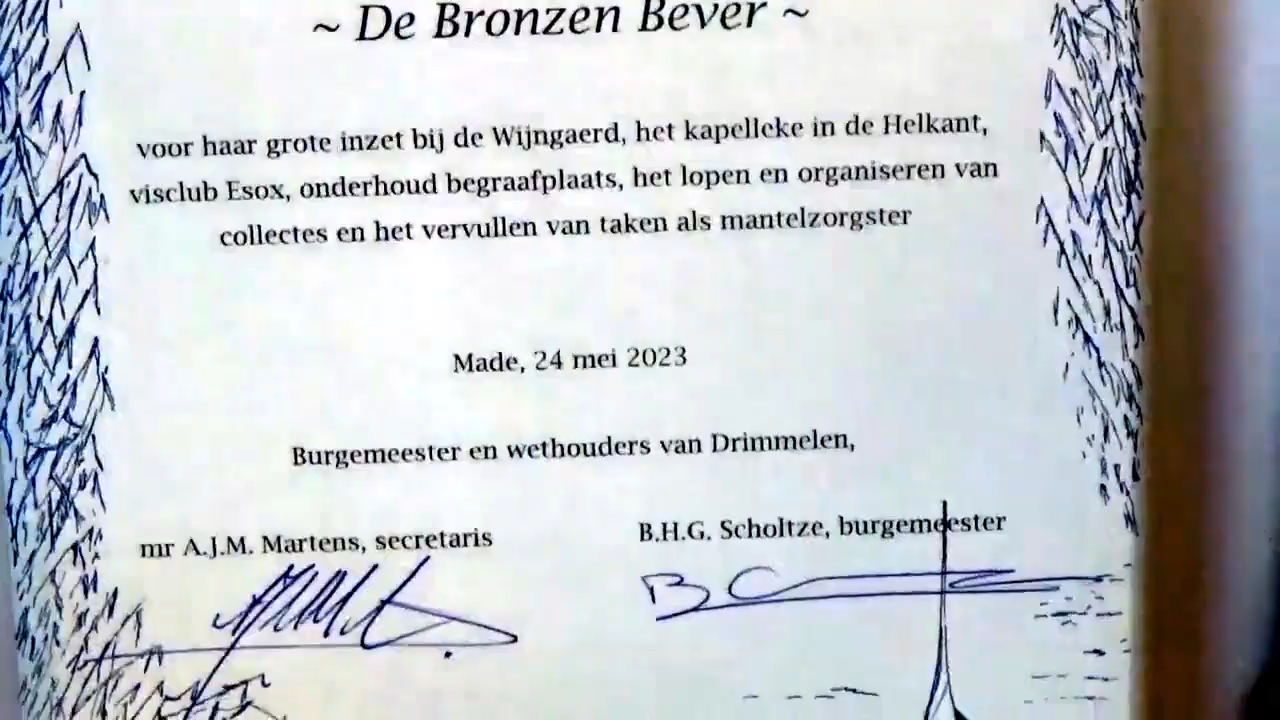 ~ De Bronzen Bever ~
voor haar grote inzet bij de Wijngaerd, het kapelleke in de Helkant,
visclub Esox, onderhoud begraafplaats, het lopen en organiseren van
collectes en het vervullen van taken als mantelzorgster
Made, 24 mei 2023
Burgemeester en wethouders van Drimmelen,
mr A.J.M. Martens, secretaris
B.H.G. Scholtze, burgemeester